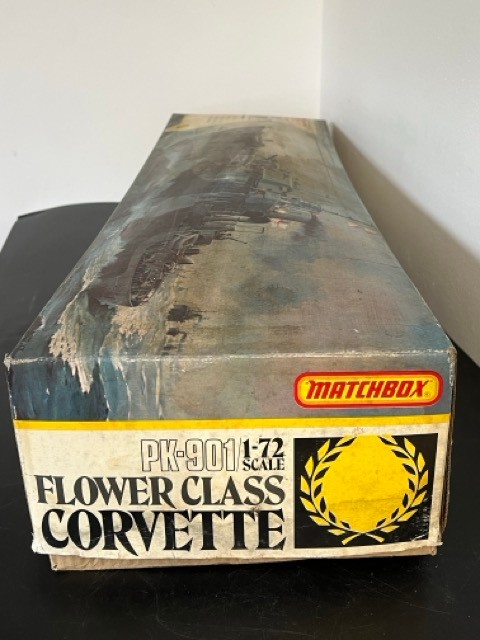 MATCHBOX®
PK-901/1-72 SCALE
FLOWER CLASS
CORVETTE